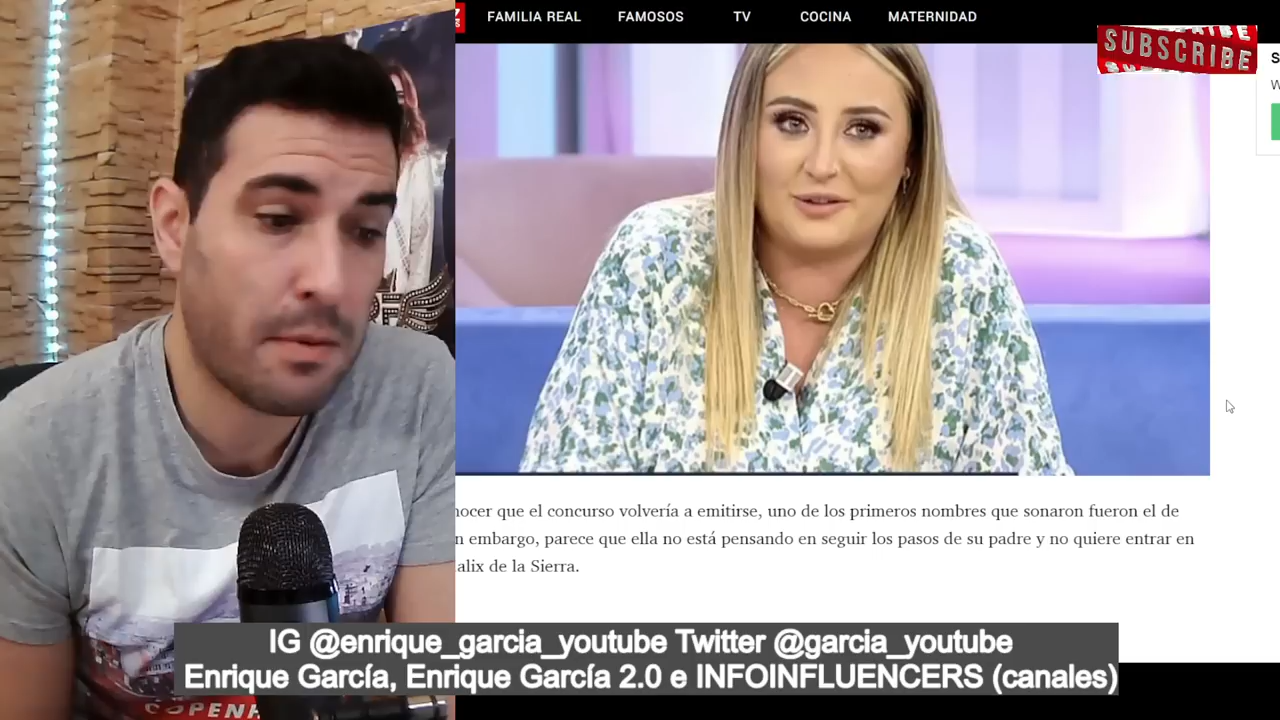 FAMILIA REAL FAMOSOS TV COCINA MATERNIDAD
SUBSCRIBE
nocer que el concurso volvería a emitirse, uno de los primeros nombres que sonaron fueron el de
n embargo, parece que ella no está pensando en seguir los pasos de su padre y no quiere entrar en
alix de la Sierra.
IG @enrique_garcia_youtube Twitter @garcia_youtube
Enrique García, Enrique García 2.0 e INFOINFLUENCERS (canales)
COPENH